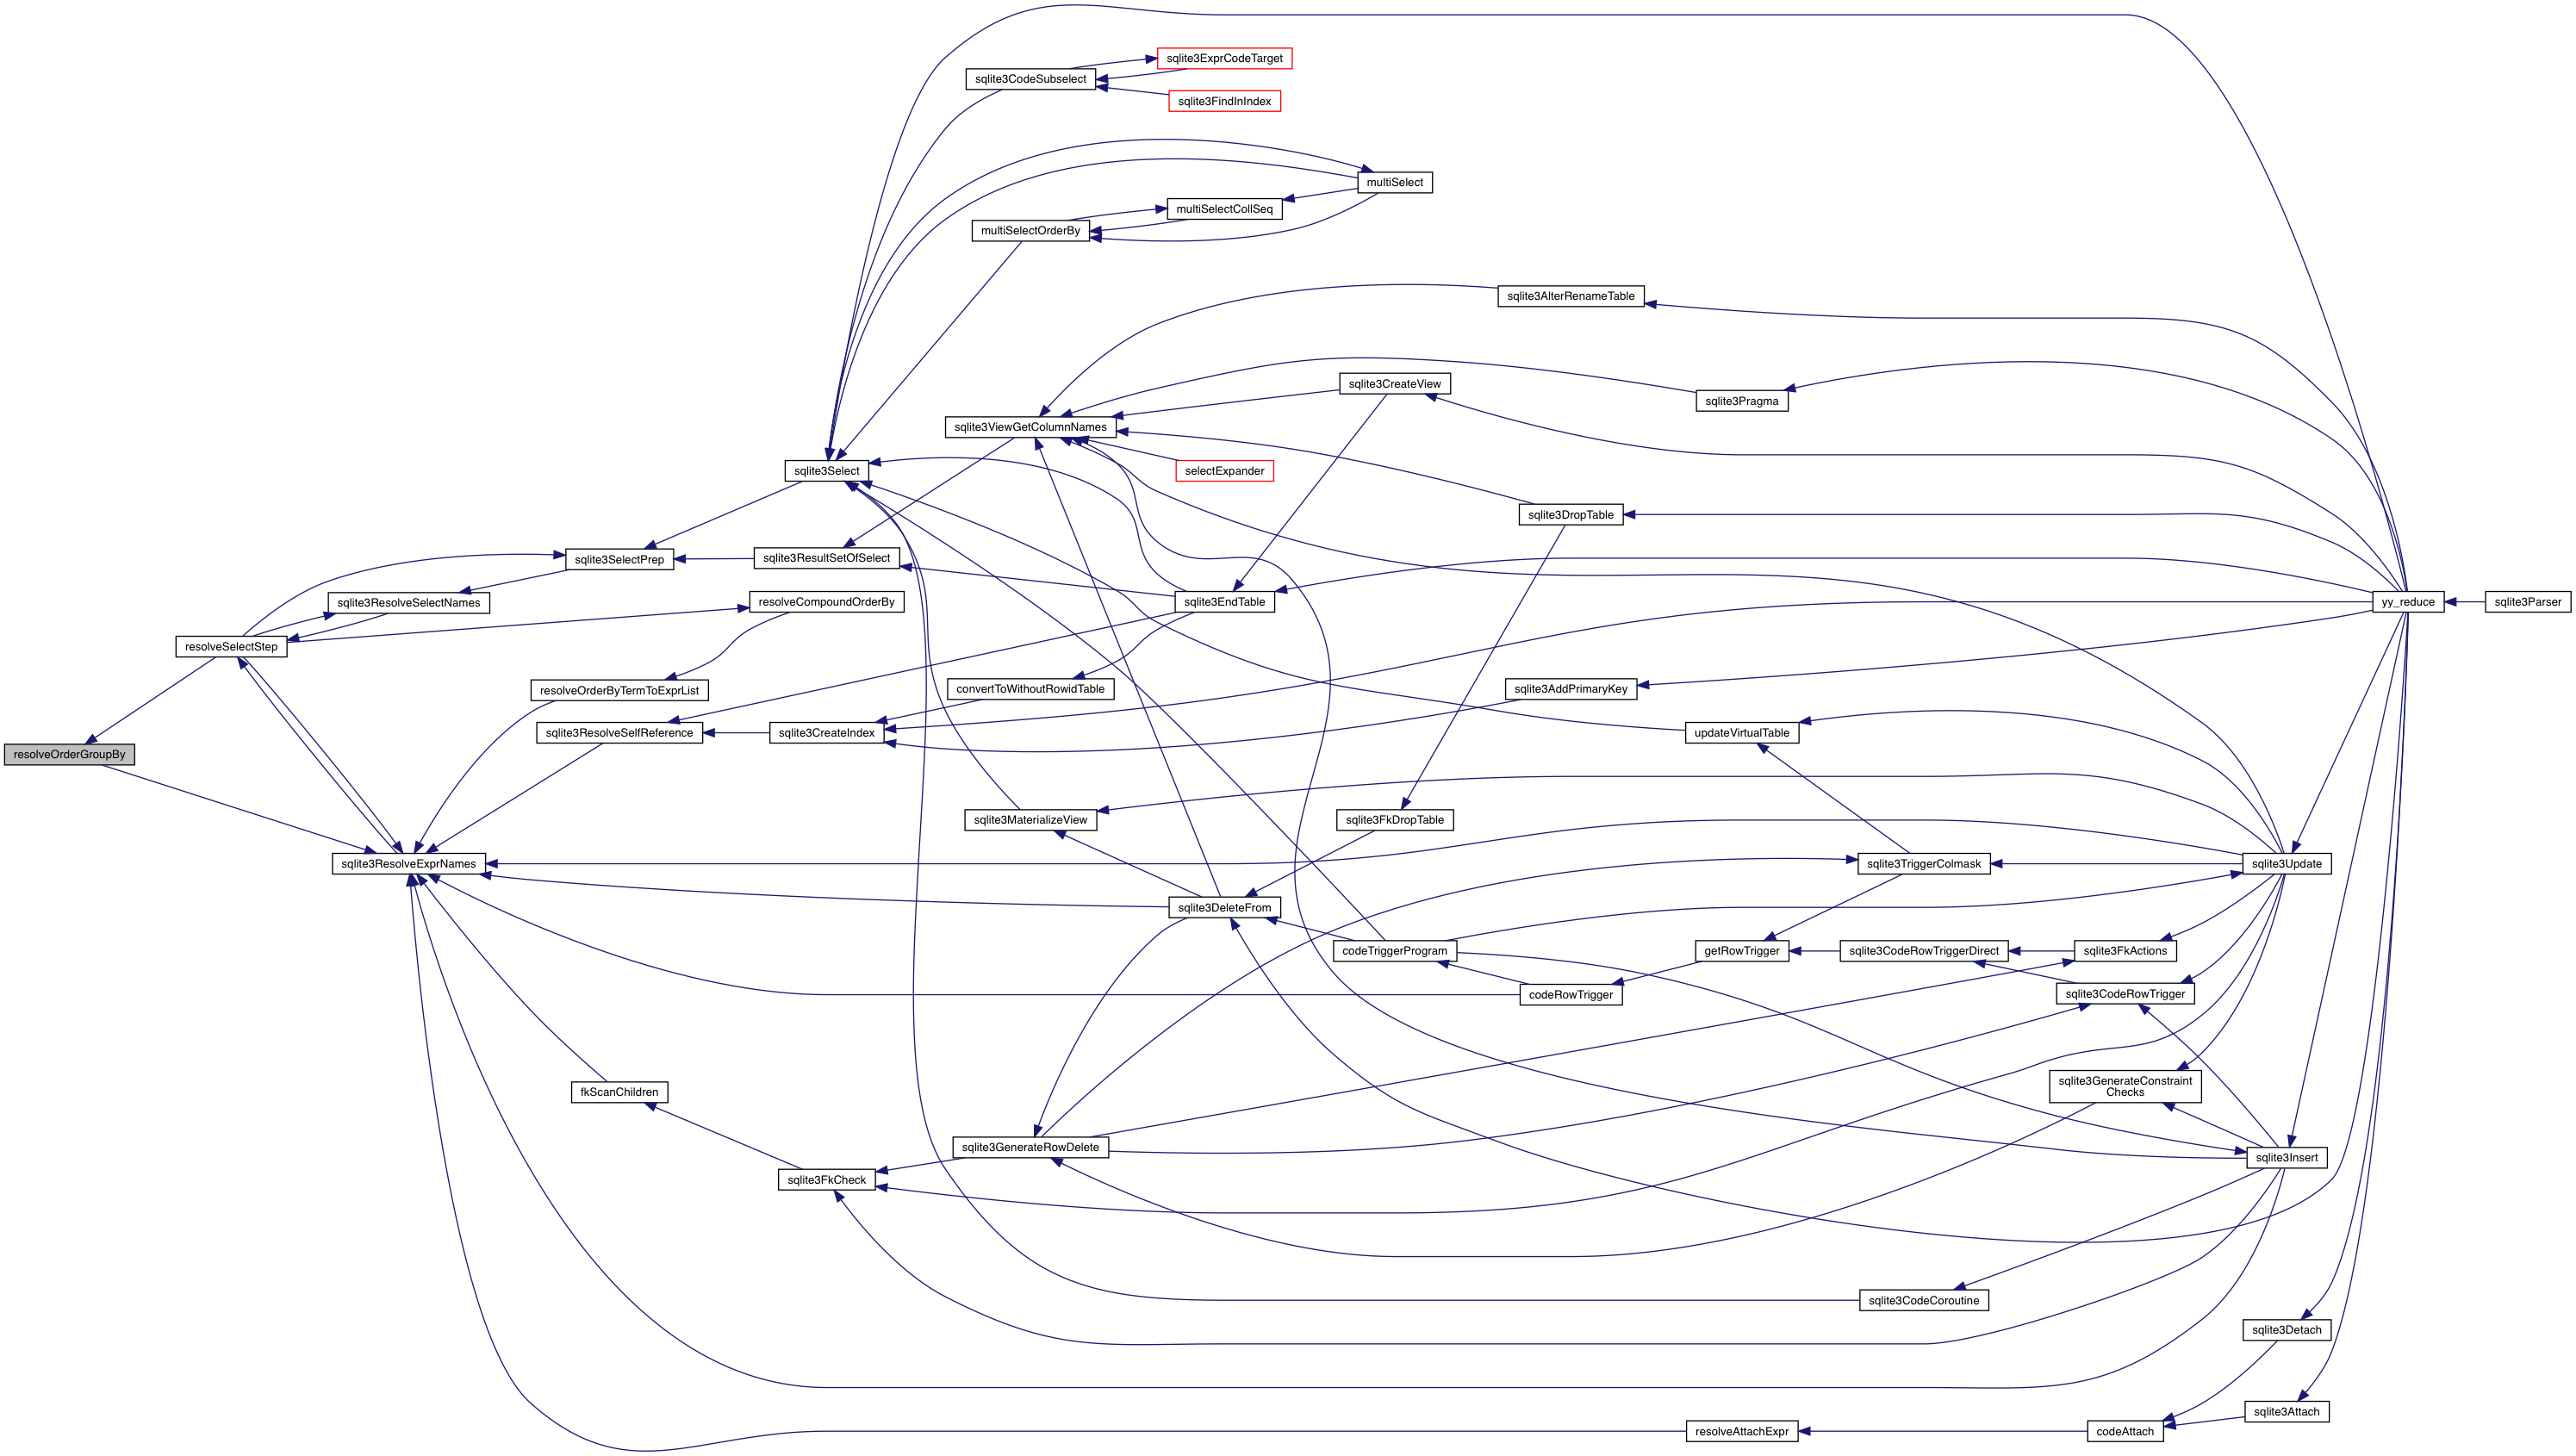 sqlite3ExprCodeTarget
sqlite3CodeSubselect
sqlite3FindInIndex
multiSelect
multiSelectCollSeq
multiSelectOrderBy
sqlite3AlterRenameTable
sqlite3CreateView
sqlite3Pragma
sqlite3ViewGetColumnNames
sqlite3Select
selectExpander
sqlite3DropTable
sqlite3SelectPrep
sqlite3ResultSetOfSelect
sqlite3ResolveSelectNames
resolveCompoundOrderBy
sqlite3EndTable
yy_reduce
sqlite3Parser
resolveSelectStep
resolveOrderByTermToExprList
convertToWithoutRowidTable
sqlite3AddPrimaryKey
sqlite3ResolveSelfReference
sqlite3CreateIndex
updateVirtualTable
resolveOrderGroupBy
sqlite3MaterializeView
sqlite3FkDropTable
sqlite3ResolveExprNames
sqlite3TriggerColmask
sqlite3Update
sqlite3DeleteFrom
codeTriggerProgram
getRowTrigger
sqlite3CodeRowTriggerDirect
sqlite3FkActions
codeRowTrigger
sqlite3CodeRowTrigger
fkScanChildren
sqlite3GenerateConstraint
Checks
sqlite3GenerateRowDelete
sqlite3Insert
sqlite3FkCheck
sqlite3CodeCoroutine
sqlite3Detach
sqlite3Attach
resolveAttachExpr
codeAttach